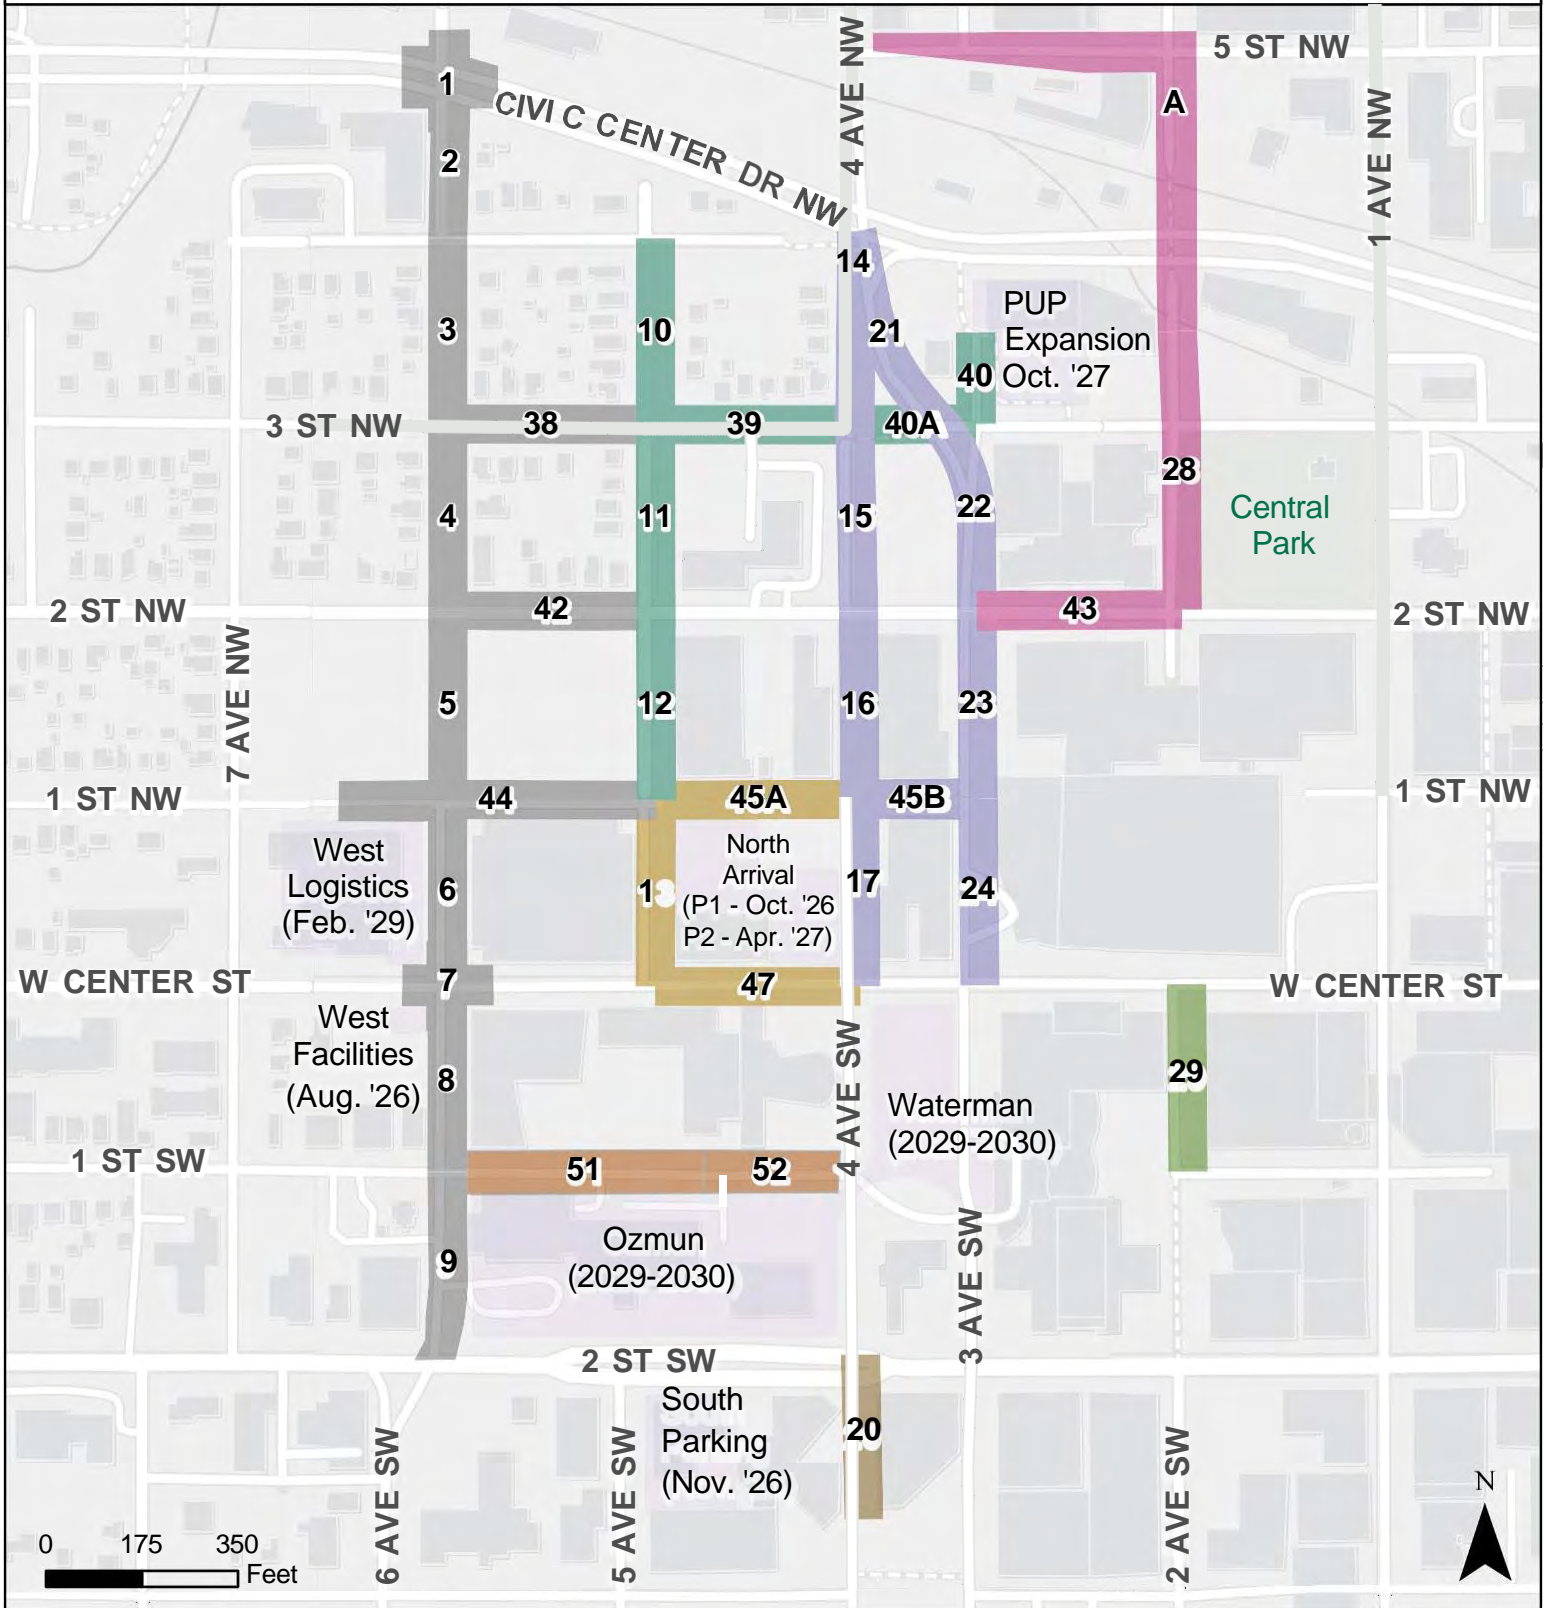 5 ST NW
4 AVE NW
1
A
CIVIC CENTER DR NW
1 AVE NW
2
14
PUP
Expansion
Oct. '27
3
10
21
40
3 ST NW
38
39
40A
28
4
11
15
22
Central
Park
2 ST NW
42
43
2 ST NW
7 AVE NW
5
12
16
23
1 ST NW
44
45A
45B
1 ST NW
West
Logistics
(Feb. '29)
6
13
North
Arrival
(P1 - Oct. '26
P2 - Apr. '27)
17
24
W CENTER ST
7
47
W CENTER ST
West
Facilities
(Aug. '26)
8
4 AVE SW
Waterman
(2029-2030)
29
1 ST SW
51
52
9
Ozmun
(2029-2030)
3 AVE SW
2 ST SW
South
Parking
(Nov. '26)
20
6 AVE SW
5 AVE SW
2 AVE SW
N
0 175 350
Feet